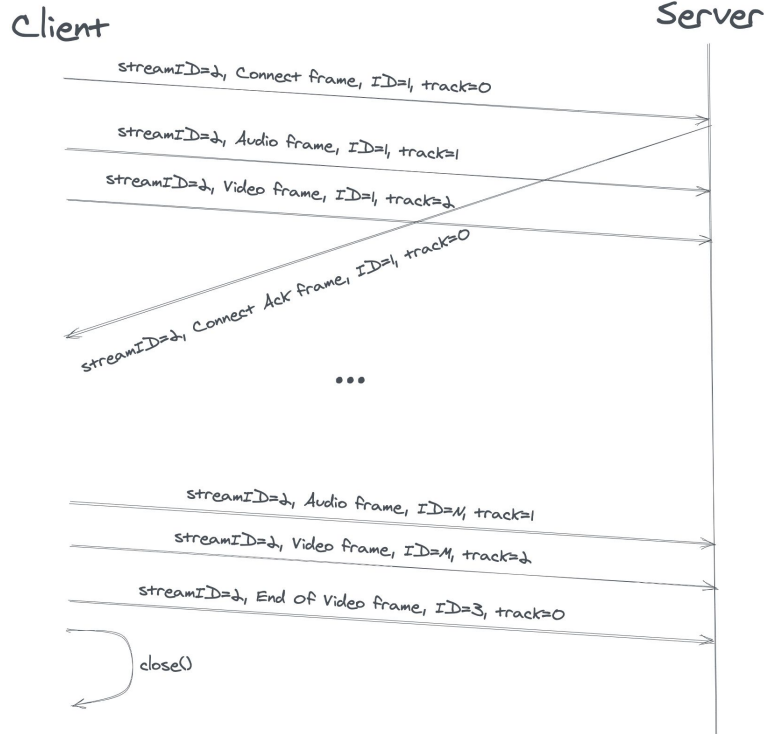 Client
Server
streamID=2, Connect frame, ID=1, track=0
streamID=2, Audio frame, ID=1, track=1
streamID=2, Video frame, ID=1, track=2
streamID=2, Connect Ack frame, ID=1, track=0
...
streamID=2, Audio frame, ID=N, track=1
streamID=2, Video frame, ID=M, track=2
streamID=2, End of Video frame, ID=3, track=0
close()